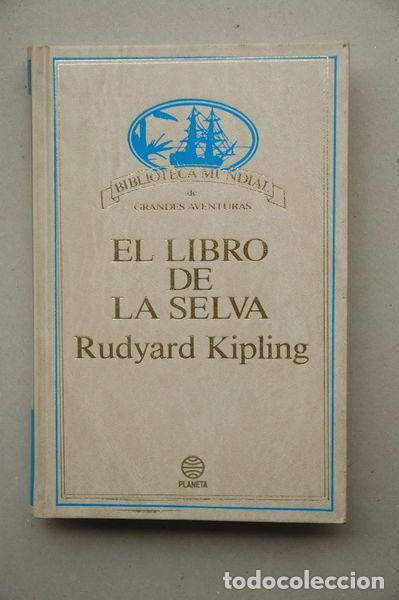 BIBLIOTECA MUNDIAL
de
GRANDES AVENTURAS
EL LIBRO
DE
LA SELVA
Rudyard Kipling
PLANETA
todocoleccion